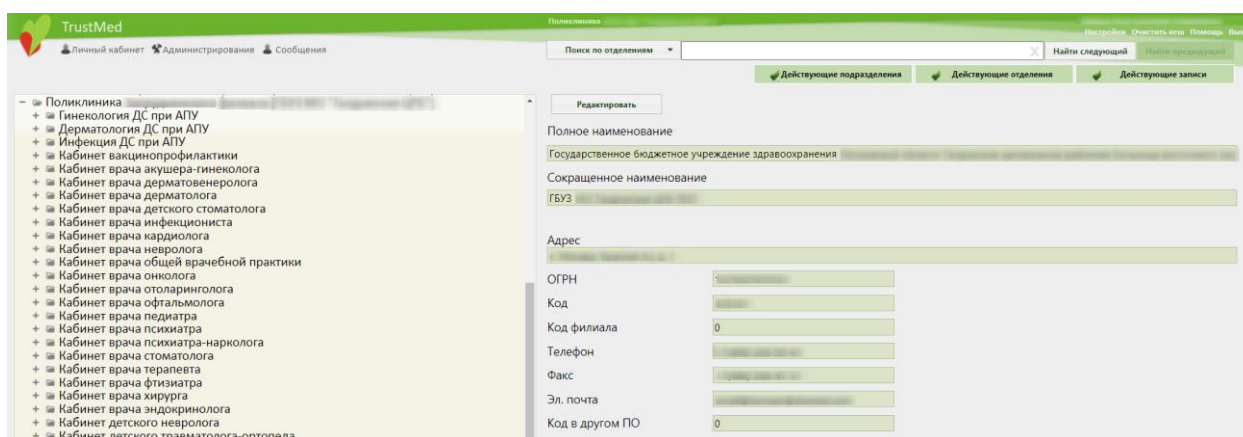 TrustMed
Поликлиника
Настройки Очистить кеш Помощь
Личный кабинет Администрирование Сообщения
Поиск по отделениям
Найти следующий
Найти предыдущий
Действующие подразделения
Действующие отделения
Действующие записи
Поликлиника
Гинекология ДС при АПУ
Дерматология ДС при АПУ
Инфекция ДС при АПУ
Кабинет вакцинопрофилактики
Кабинет врача акушера-гинеколога
Кабинет врача дерматовенеролога
Кабинет врача дерматолога
Кабинет врача детского стоматолога
Кабинет врача инфекциониста
Кабинет врача кардиолога
Кабинет врача невролога
Кабинет врача общей врачебной практики
Кабинет врача онколога
Кабинет врача отоларинголога
Кабинет врача офтальмолога
Кабинет врача педиатра
Кабинет врача психиатра
Кабинет врача психиатра-нарколога
Кабинет врача стоматолога
Кабинет врача терапевта
Кабинет врача фтизиатра
Кабинет врача хирурга
Кабинет врача эндокринолога
Кабинет детского невролога
Кабинет детского травматолога-ортопеда
Редактировать
Полное наименование
Государственное бюджетное учреждение здравоохранения
Сокращенное наименование
ГБУЗ
Адрес
ОГРН
Код
Код филиала
0
Телефон
Факс
Эл. почта
Код в другом ПО
0